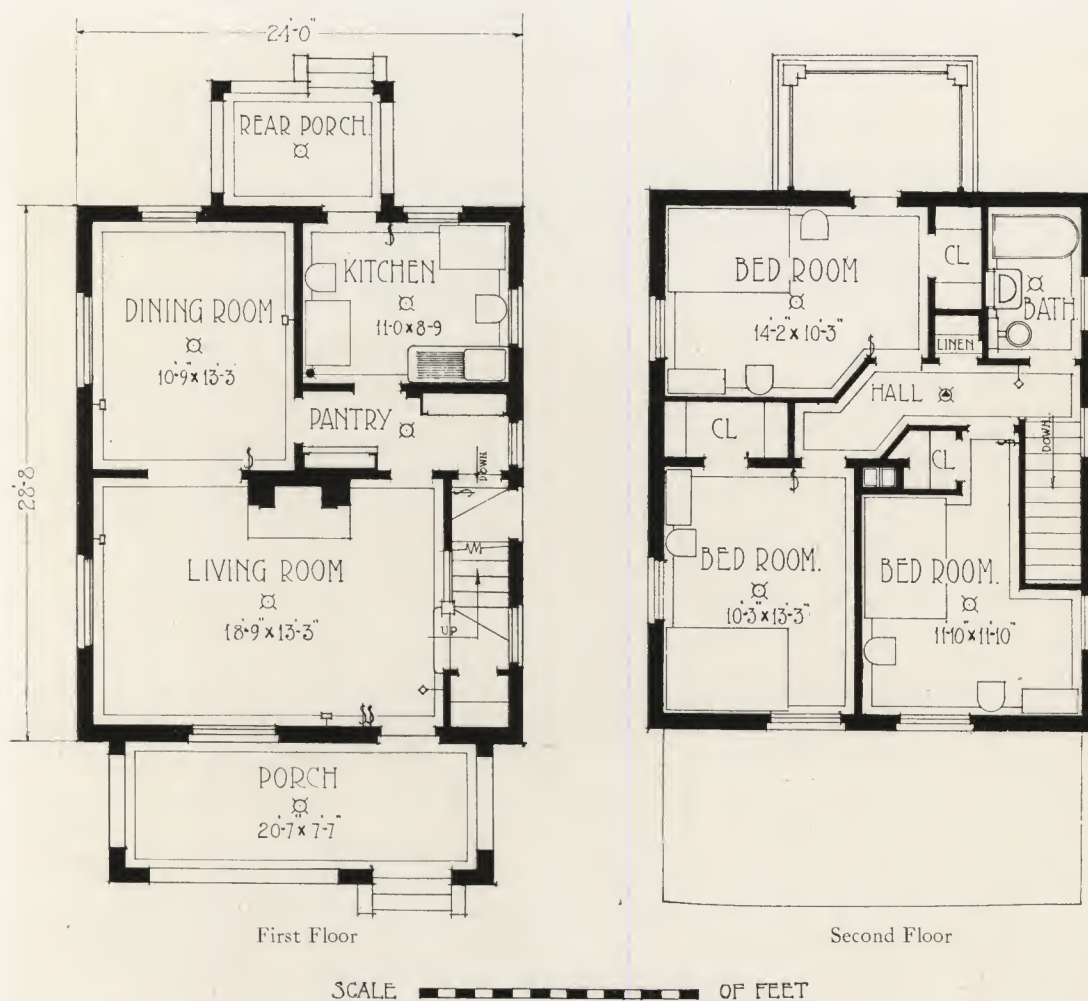 24'-0"
REAR PORCH.
KITCHEN
11-0 x 8-9
DINING ROOM
10'-9" x 13'-3
PANTRY
DOWN
28'-8
LIVING ROOM
18'-9" x 13'-3"
UP
PORCH
20'-7" x 7'-7"
First Floor
BED ROOM
14'-2" x 10'-3"
CL
BATH
LINEN
HALL
CL
CL
DOWN
BED ROOM.
10'-3" x 13'-3"
BED ROOM.
11'-10" x 11'-10"
Second Floor
SCALE OF FEET